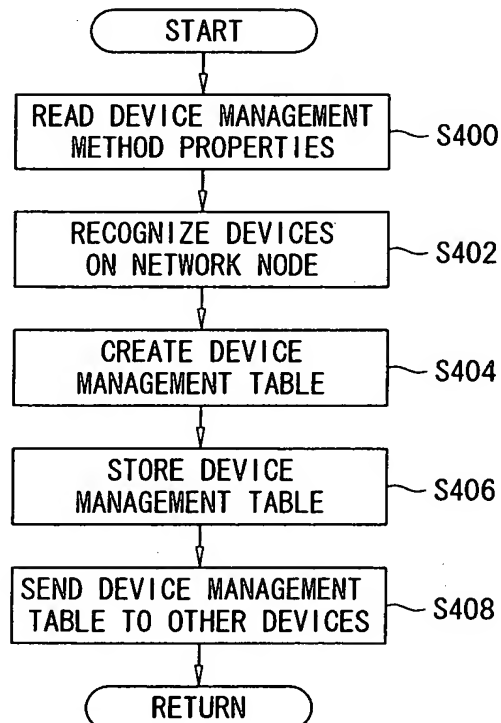 START
READ DEVICE MANAGEMENT
METHOD PROPERTIES
S400
RECOGNIZE DEVICES
ON NETWORK NODE
S402
CREATE DEVICE
MANAGEMENT TABLE
S404
STORE DEVICE
MANAGEMENT TABLE
S406
SEND DEVICE MANAGEMENT
TABLE TO OTHER DEVICES
S408
RETURN